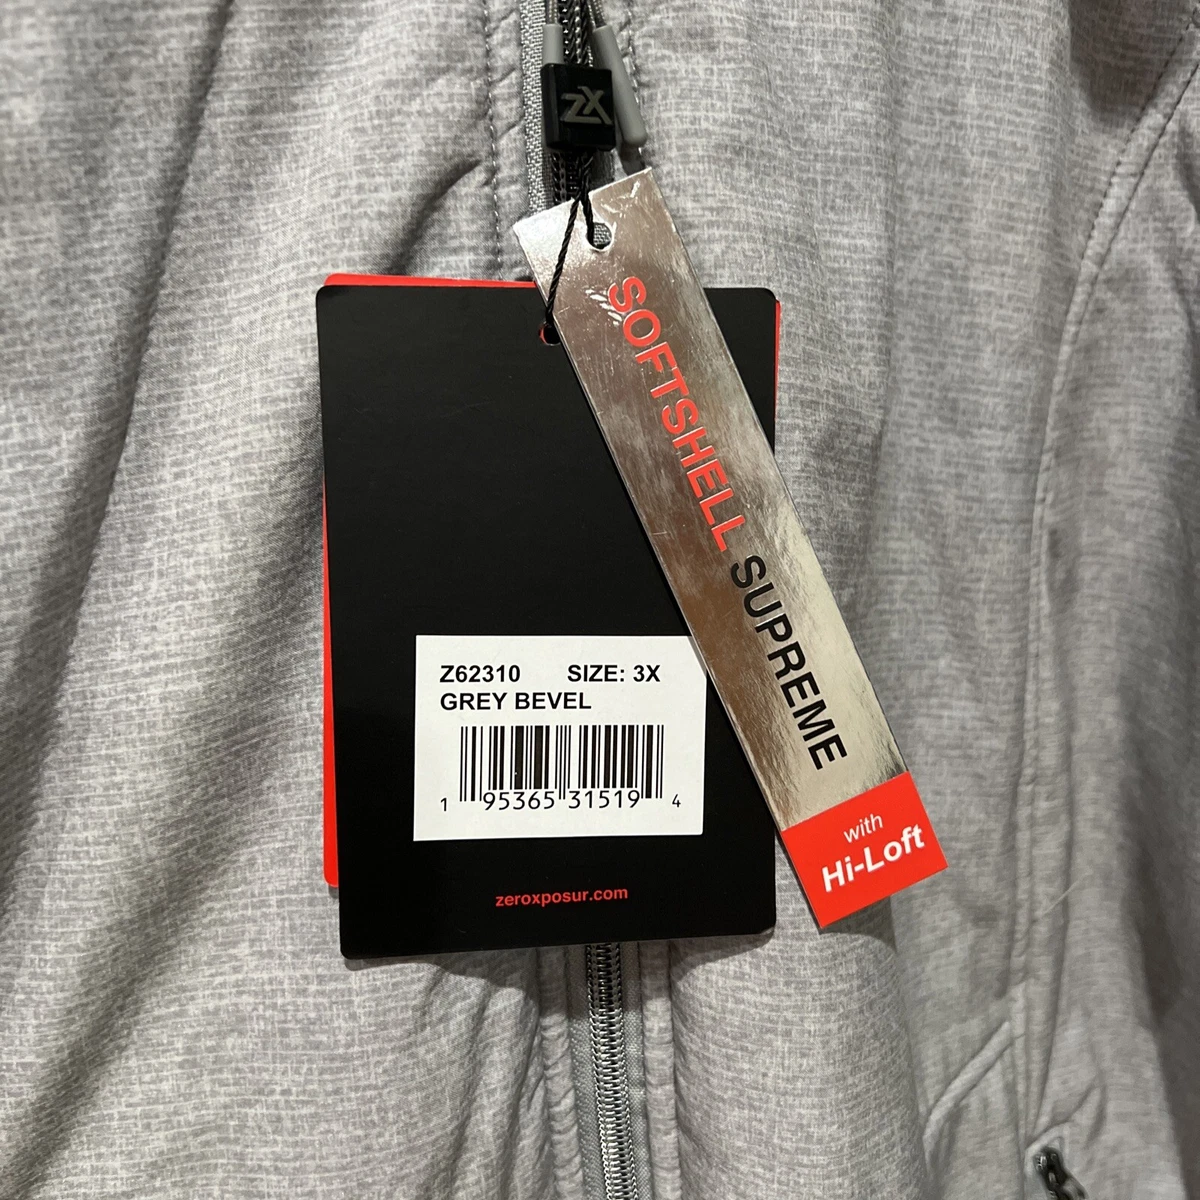 ZX
SOFTSHELL SUPREME
with
Hi-Loft
Z62310 SIZE: 3X
GREY BEVEL
1 95365 31519 4
zeroxposur.com